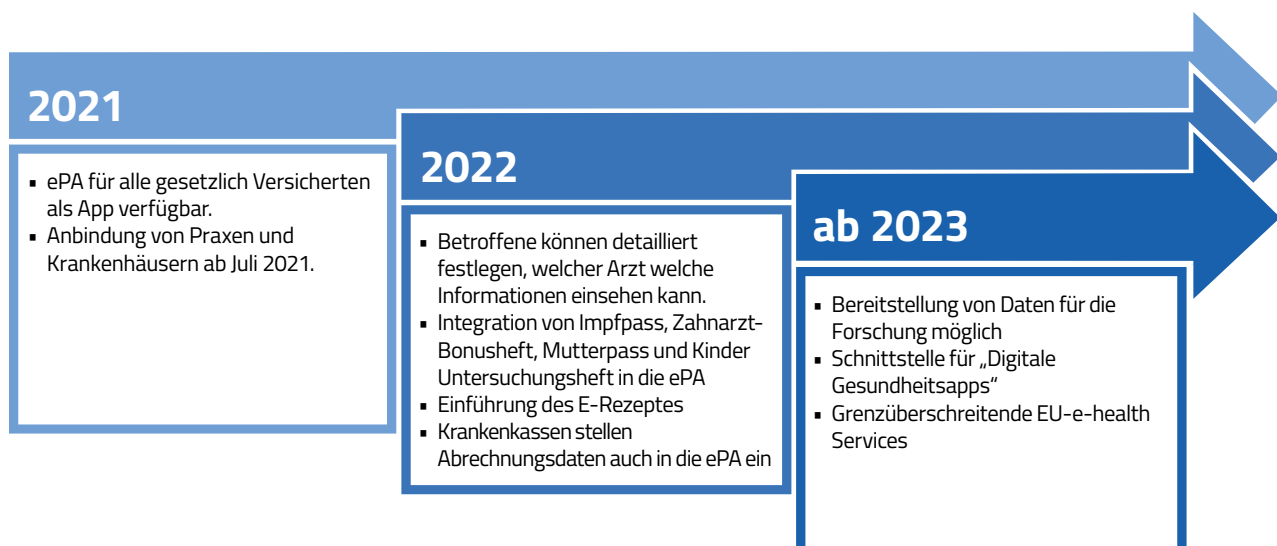 2021
▪ ePA für alle gesetzlich Versicherten
als App verfügbar.
▪ Anbindung von Praxen und
Krankenhäusern ab Juli 2021.
2022
▪ Betroffene können detailliert
festlegen, welcher Arzt welche
Informationen einsehen kann.
▪ Integration von Impfpass, Zahnarzt-
Bonusheft, Mutterpass und Kinder
Untersuchungsheft in die ePA
▪ Einführung des E-Rezeptes
▪ Krankenkassen stellen
Abrechnungsdaten auch in die ePA ein
ab 2023
▪ Bereitstellung von Daten für die
Forschung möglich
▪ Schnittstelle für „Digitale
Gesundheitsapps“
▪ Grenzüberschreitende EU-e-health
Services